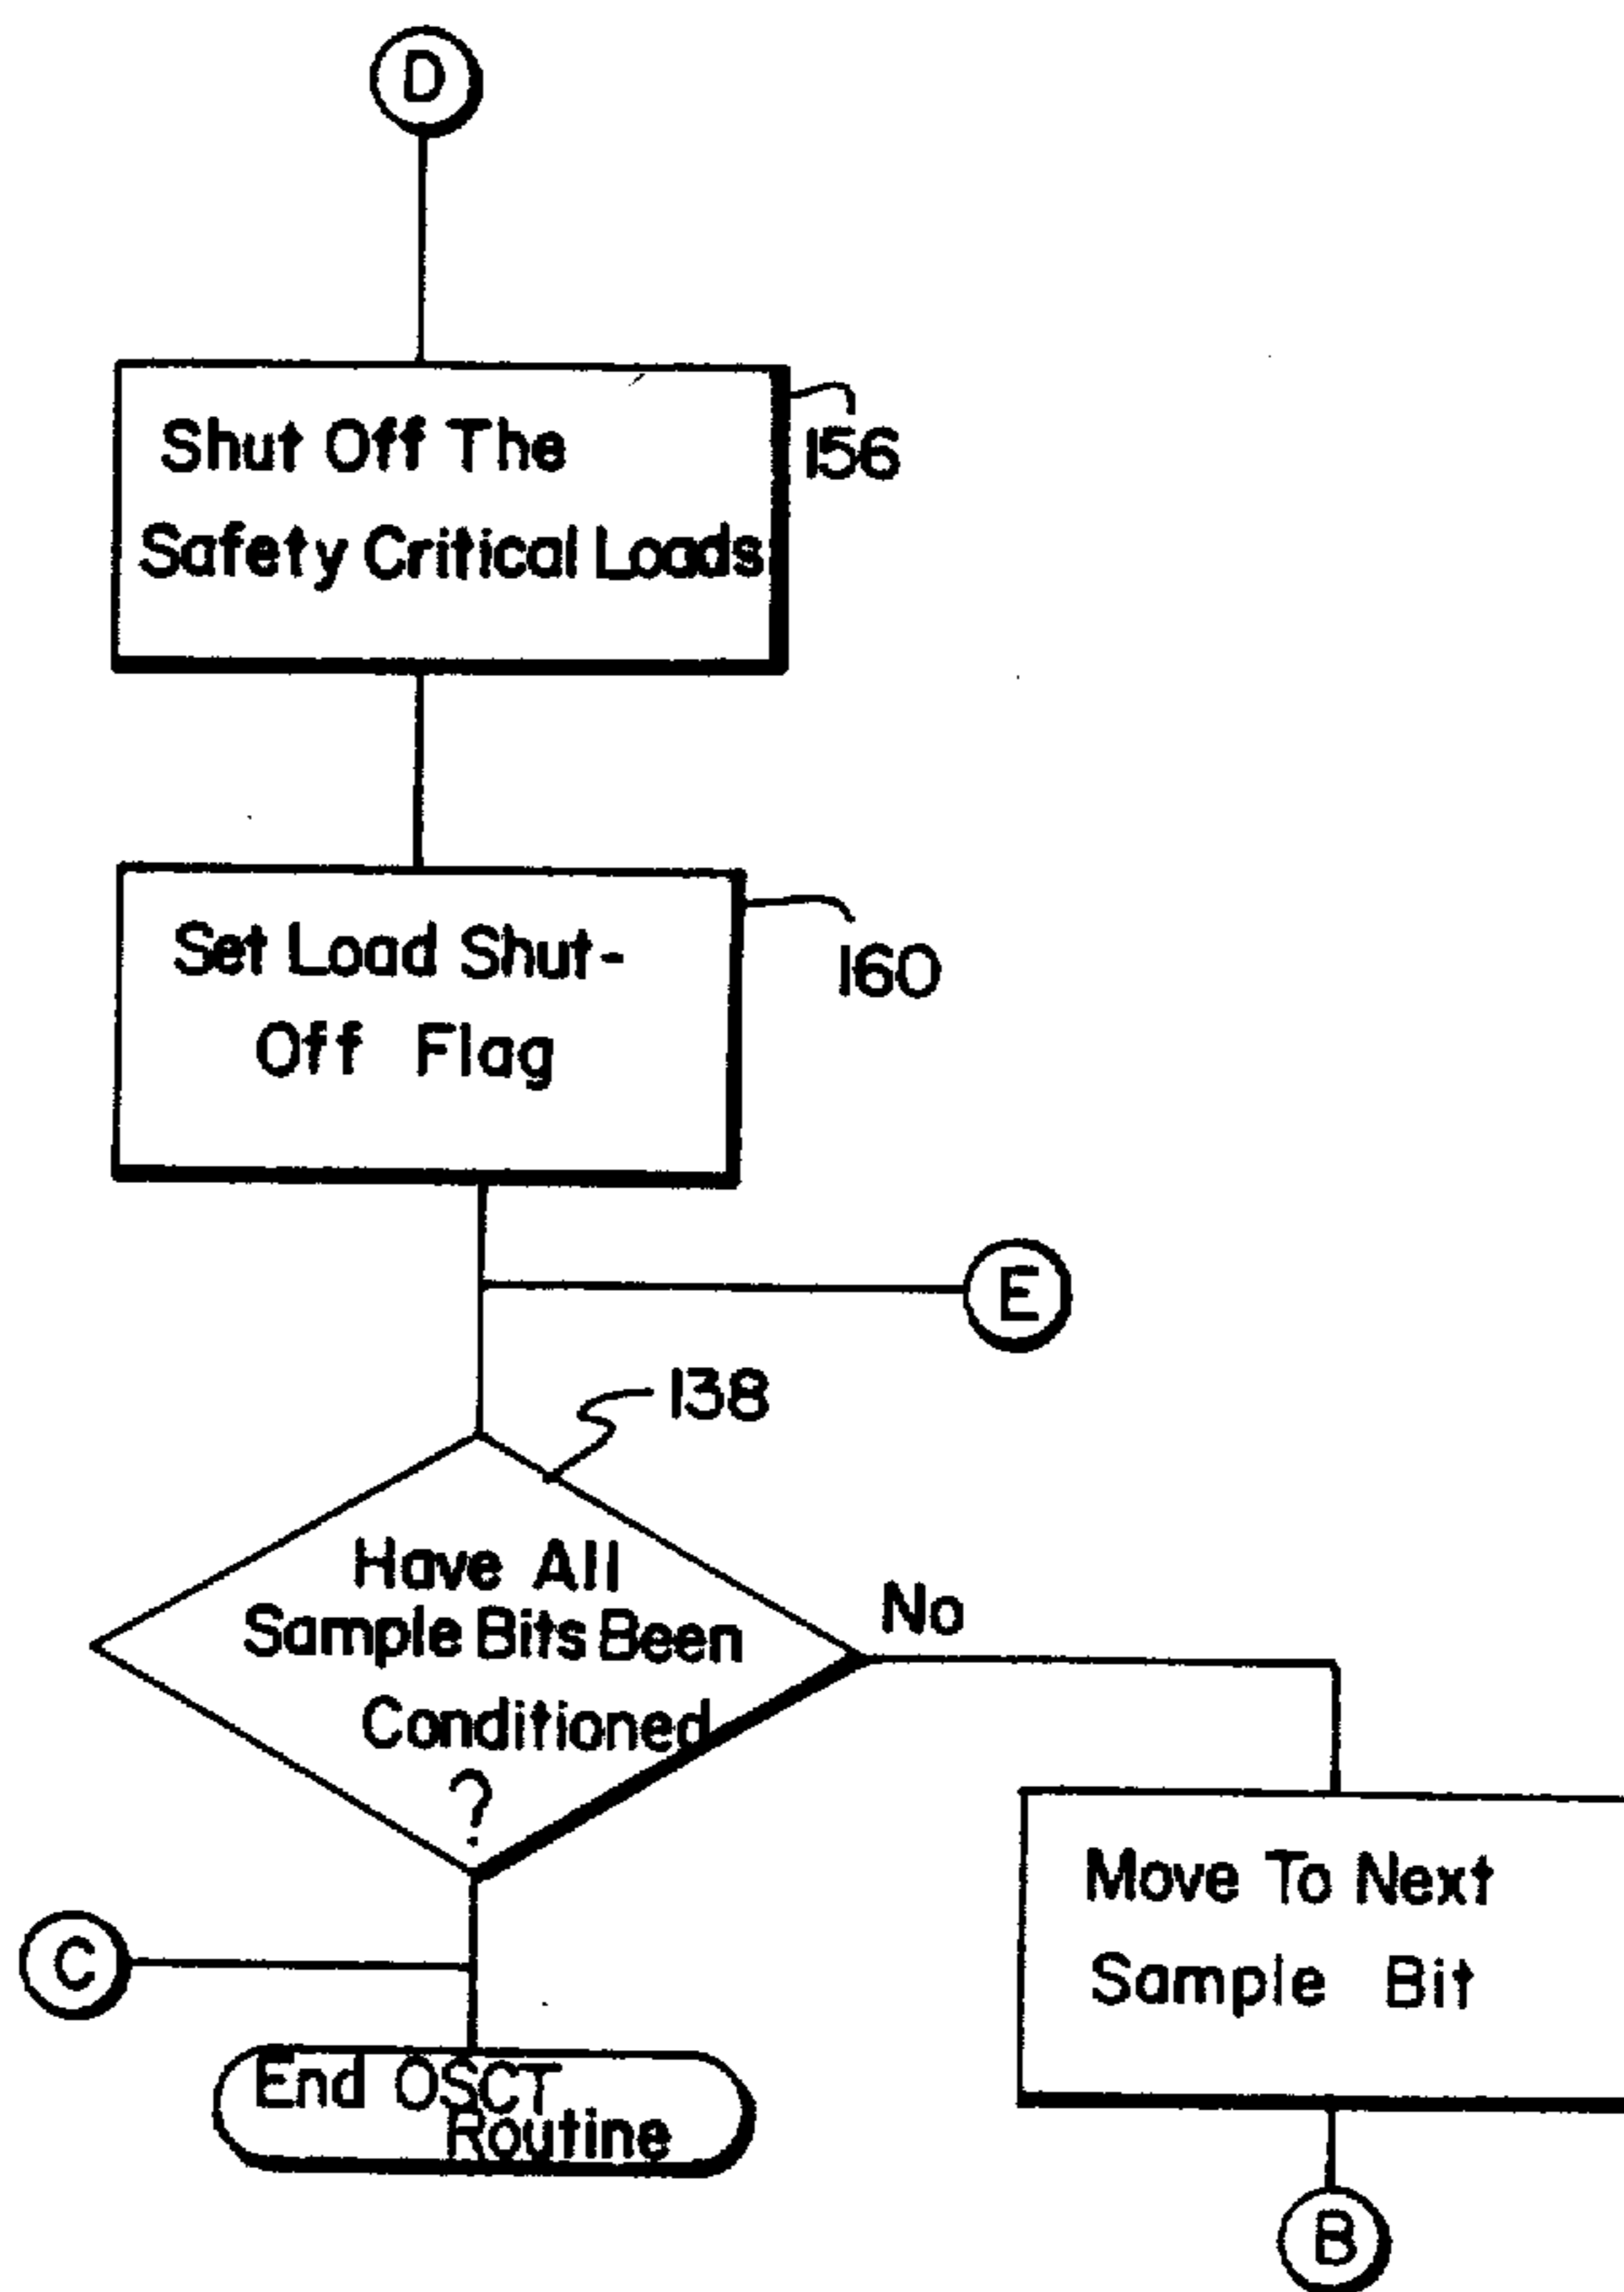 D
Shut Off The
Safety Critical Loads
156
Set Load Shut-
Off Flag
160
E
138
Have All
Sample Bits Been
Conditioned
?
No
Move To Next
Sample Bit
C
End OSCT
Routine
B